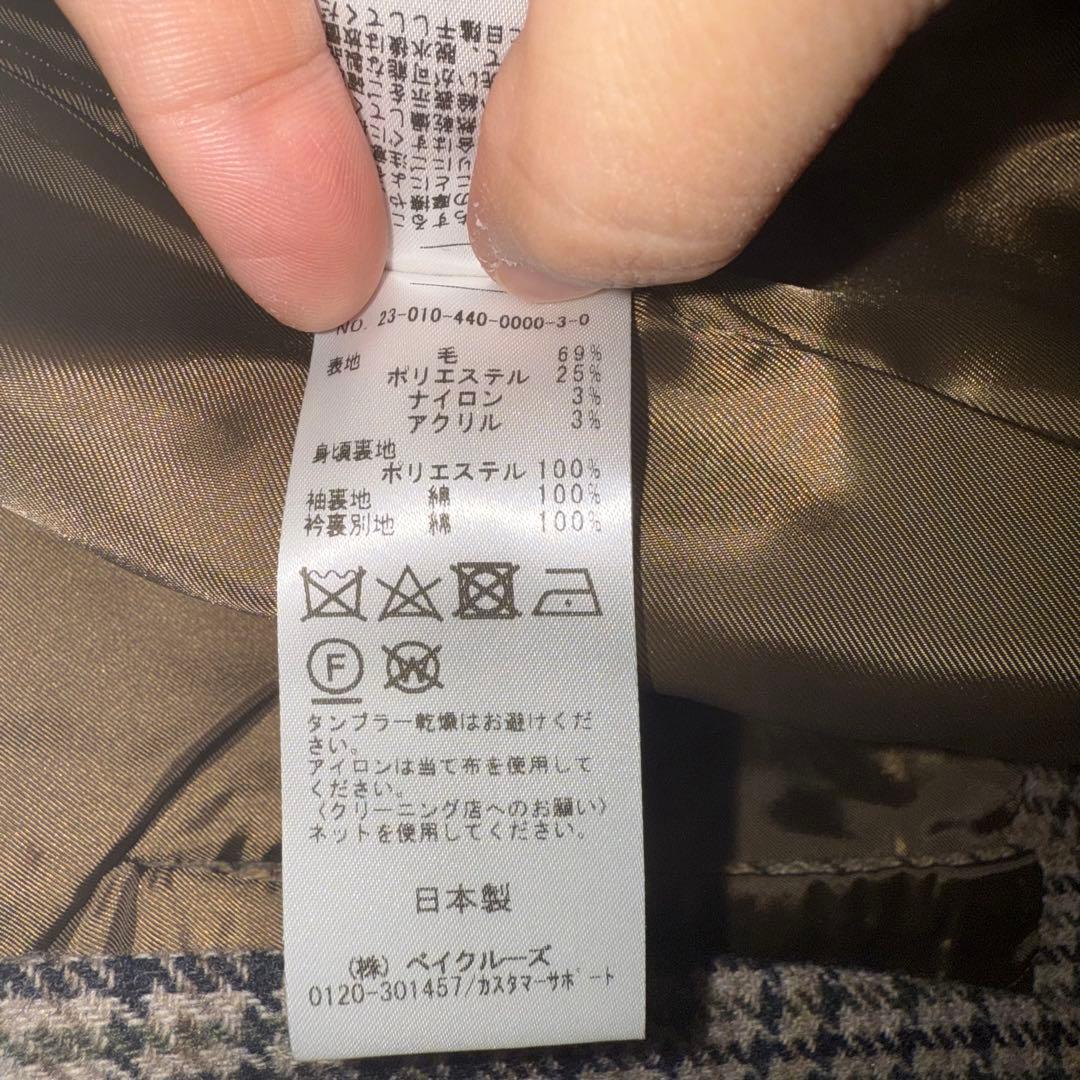 NO. 23-010-440-0000-3-0
表地 毛 69%
ポリエステル 25%
ナイロン 3%
アクリル 3%
身頃裏地
ポリエステル 100%
袖裏地 綿 100%
衿裏別地 綿 100%
F W
タンブラー乾燥はお避けくだ
さい。
アイロンは当て布を使用して
ください。
〈クリーニング店へのお願い〉
ネットを使用してください。
日本製
(株) ベイクルーズ
0120-301457/カスタマーサポート